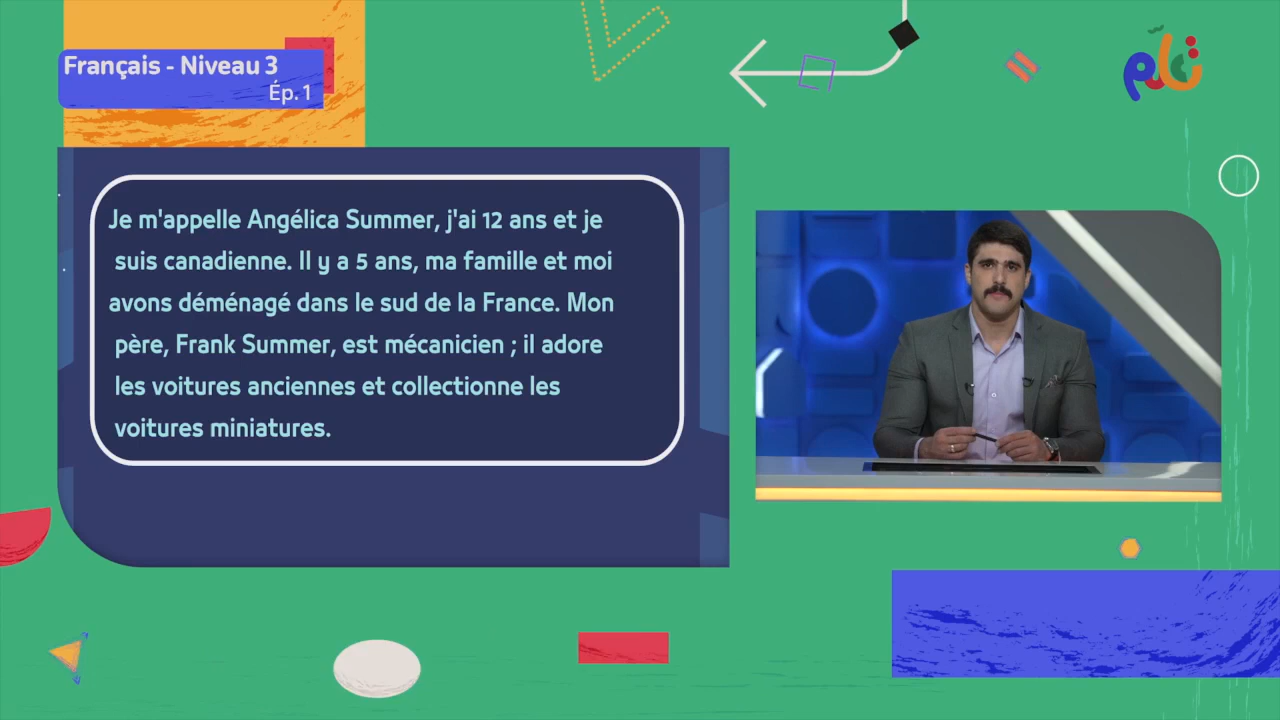 Français - Niveau 3
Ép. 1
Je m'appelle Angélica Summer, j'ai 12 ans et je
suis canadienne. Il y a 5 ans, ma famille et moi
avons déménagé dans le sud de la France. Mon
père, Frank Summer, est mécanicien ; il adore
les voitures anciennes et collectionne les
voitures miniatures.